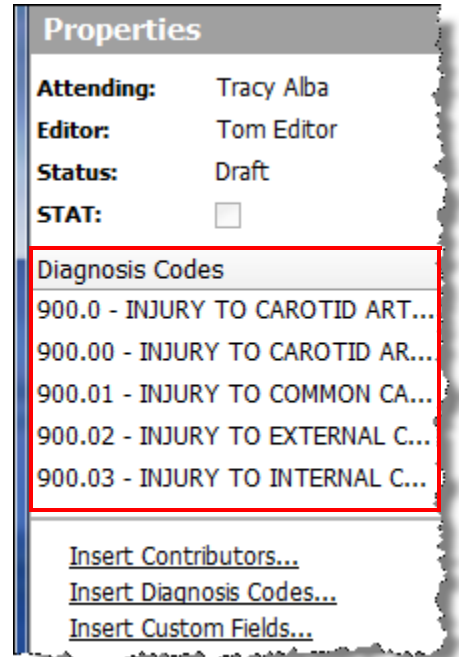 Properties
Attending: Tracy Alba
Editor: Tom Editor
Status: Draft
STAT:
Diagnosis Codes
900.0 - INJURY TO CAROTID ART...
900.00 - INJURY TO CAROTID AR...
900.01 - INJURY TO COMMON CA...
900.02 - INJURY TO EXTERNAL C...
900.03 - INJURY TO INTERNAL C...
Insert Contributors...
Insert Diagnosis Codes...
Insert Custom Fields...